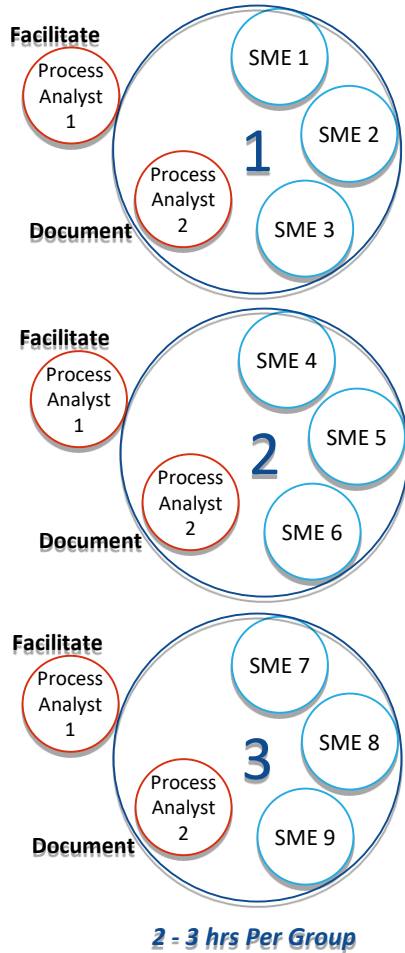 Facilitate
Process
Analyst
1
SME 1
SME 2
1
Process
Analyst
2
SME 3
Document
Facilitate
Process
Analyst
1
SME 4
SME 5
2
Process
Analyst
2
SME 6
Document
Facilitate
Process
Analyst
1
SME 7
SME 8
3
Process
Analyst
2
SME 9
Document
2 - 3 hrs Per Group